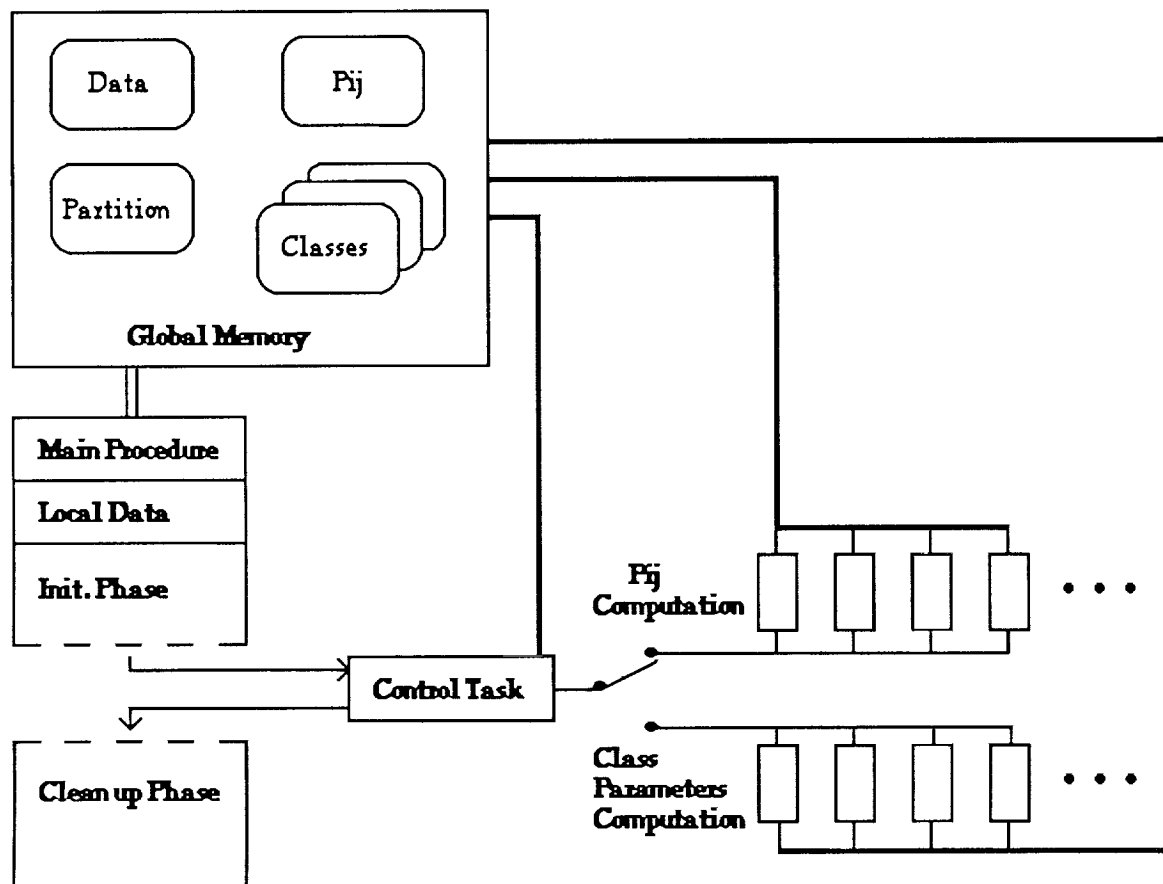 Data
Pij
Partition
Classes
Global Memory
Main Procedure
Local Data
Init. Phase
Pij
Computation
Control Task
Class
Parameters
Computation
Clean up Phase